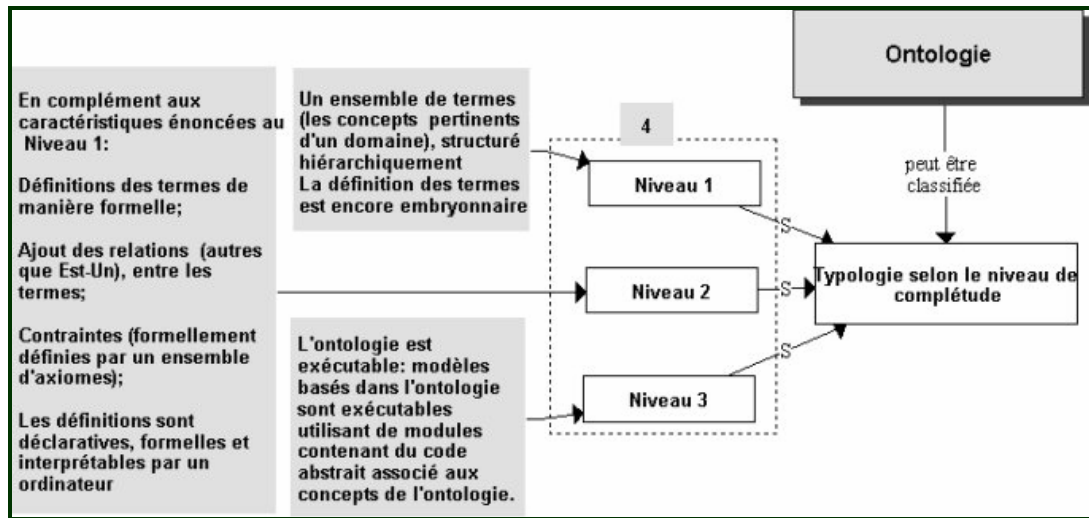 Ontologie
peut être
classifiée
Typologie selon le niveau de
complétude
4
Niveau 1
S
Niveau 2
S
Niveau 3
S
Un ensemble de termes
(les concepts pertinents
d'un domaine), structuré
hiérarchiquement
La définition des termes
est encore embryonnaire
En complément aux
caractéristiques énoncées au
Niveau 1:
Définitions des termes de
manière formelle;
Ajout des relations (autres
que Est-Un), entre les
termes;
Contraintes (formellement
définies par un ensemble
d'axiomes);
Les définitions sont
déclaratives, formelles et
interprétables par un
ordinateur
L'ontologie est
exécutable: modèles
basés dans l'ontologie
sont exécutables
utilisant de modules
contenant du code
abstrait associé aux
concepts de l'ontologie.